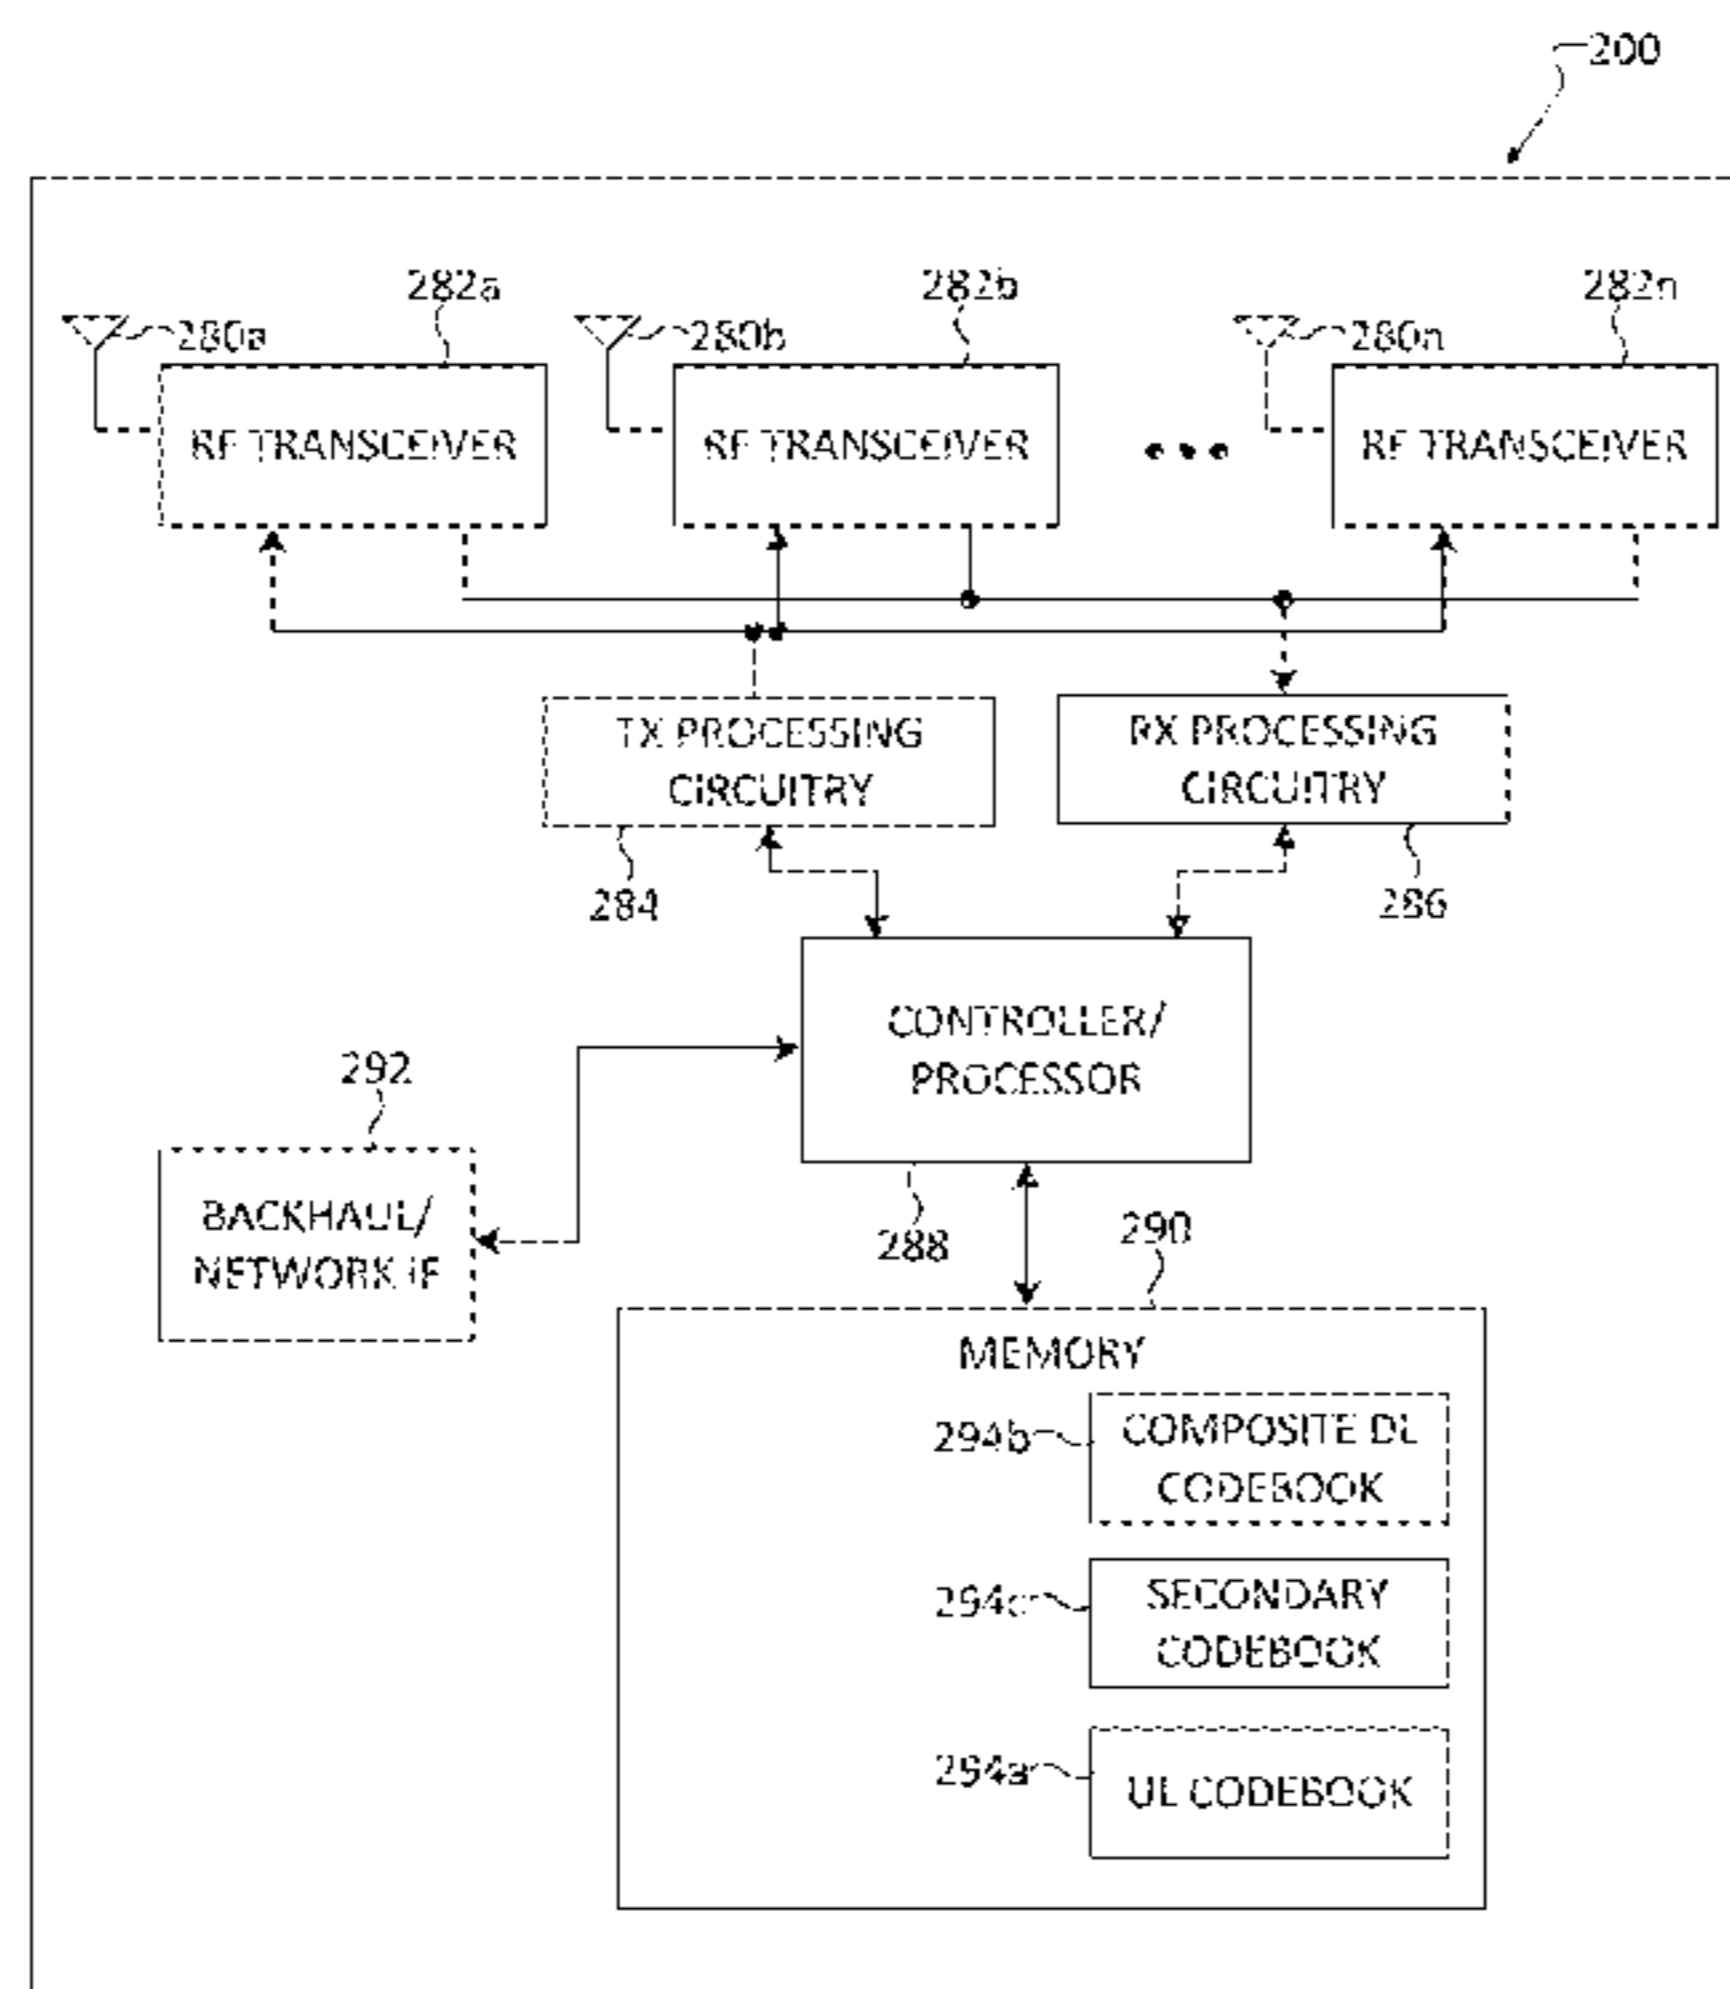 200
282a
282b
282n
280a
280b
280n
RF TRANSCEIVER
RF TRANSCEIVER
RF TRANSCEIVER
TX PROCESSING
CIRCUITRY
RX PROCESSING
CIRCUITRY
284
286
CONTROLLER/
PROCESSOR
292
BACKHAUL/
NETWORK IF
288
290
MEMORY
294b
COMPOSITE DL
CODEBOOK
294c
SECONDARY
CODEBOOK
294a
UL CODEBOOK